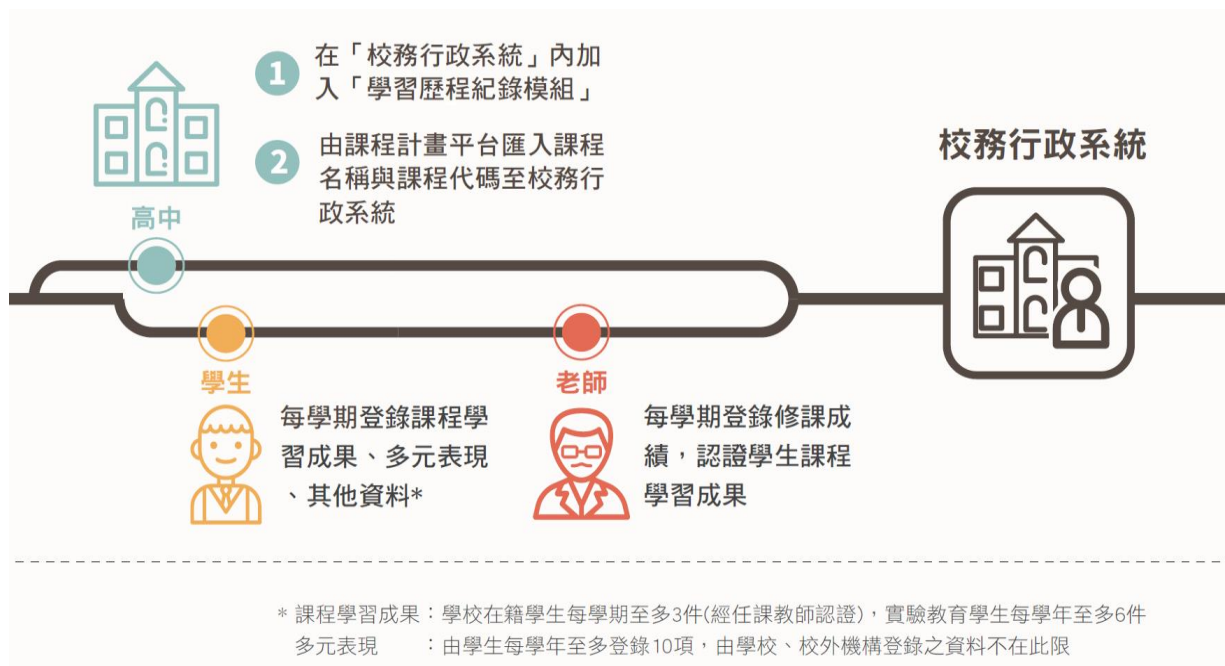 1 在「校務行政系統」內加
入「學習歷程紀錄模組」
2 由課程計畫平台匯入課程
名稱與課程代碼至校務行
政系統
高中
校務行政系統
學生
每學期登錄課程學
習成果、多元表現
、其他資料*
老師
每學期登錄修課成
績，認證學生課程
學習成果
* 課程學習成果：學校在籍學生每學期至多3件(經任課教師認證)，實驗教育學生每學年至多6件
多元表現　　：由學生每學年至多登錄10項，由學校、校外機構登錄之資料不在此限